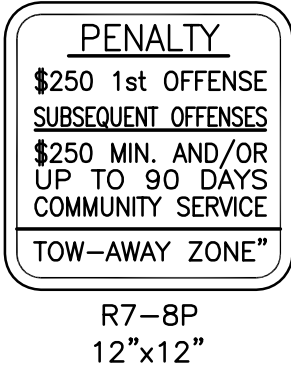 PENALTY
$250 1st OFFENSE
SUBSEQUENT OFFENSES
$250 MIN. AND/OR
UP TO 90 DAYS
COMMUNITY SERVICE
TOW-AWAY ZONE”
R7-8P
12”x12”